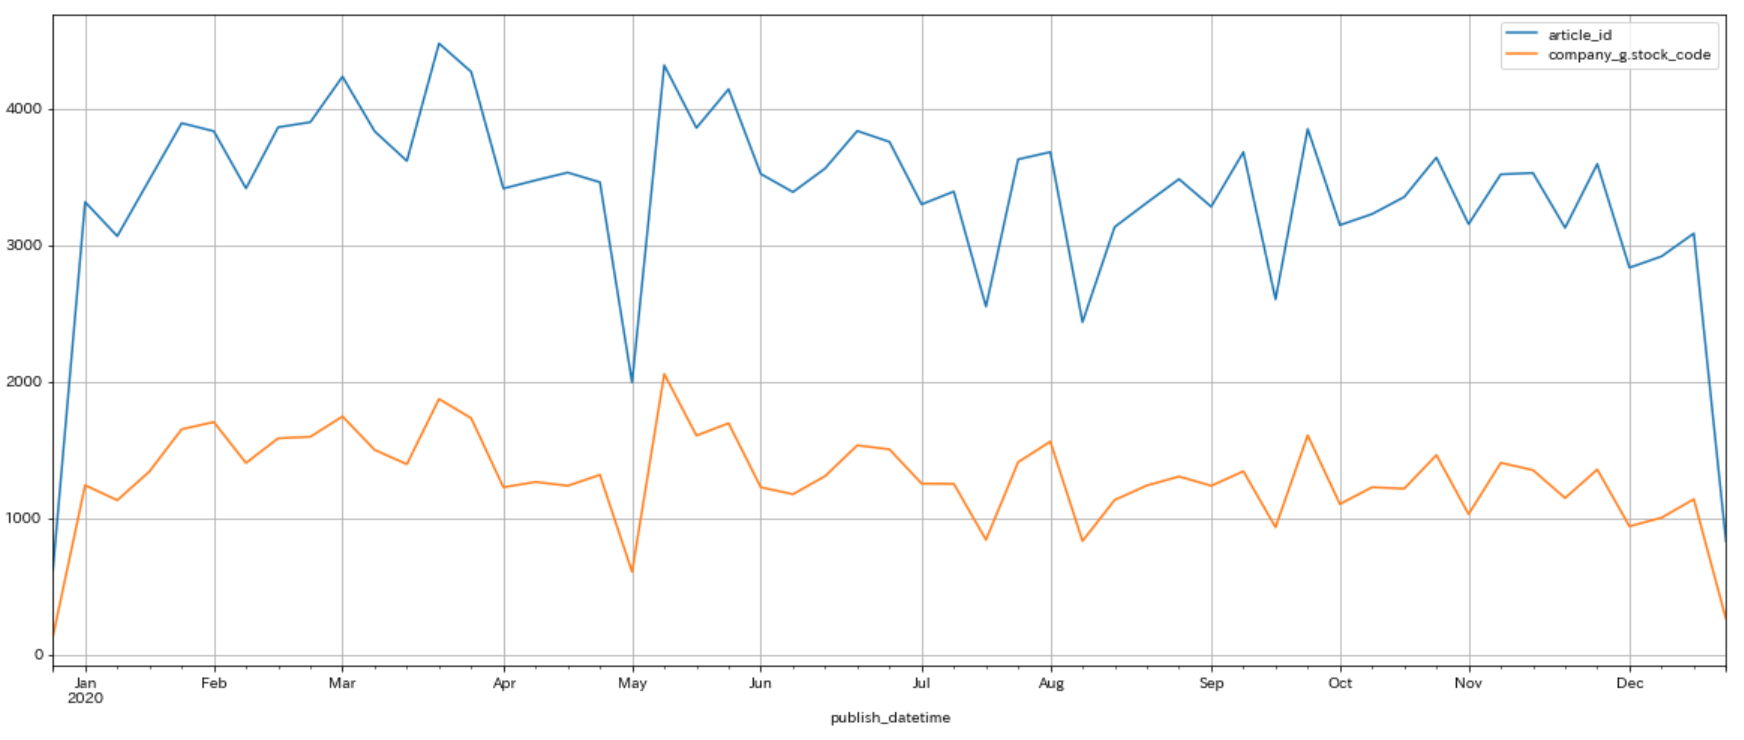 article_id
company_g.stock_code
4000
3000
2000
1000
0
Jan Feb Mar Apr May Jun Jul Aug Sep Oct Nov Dec
2020
publish_datetime